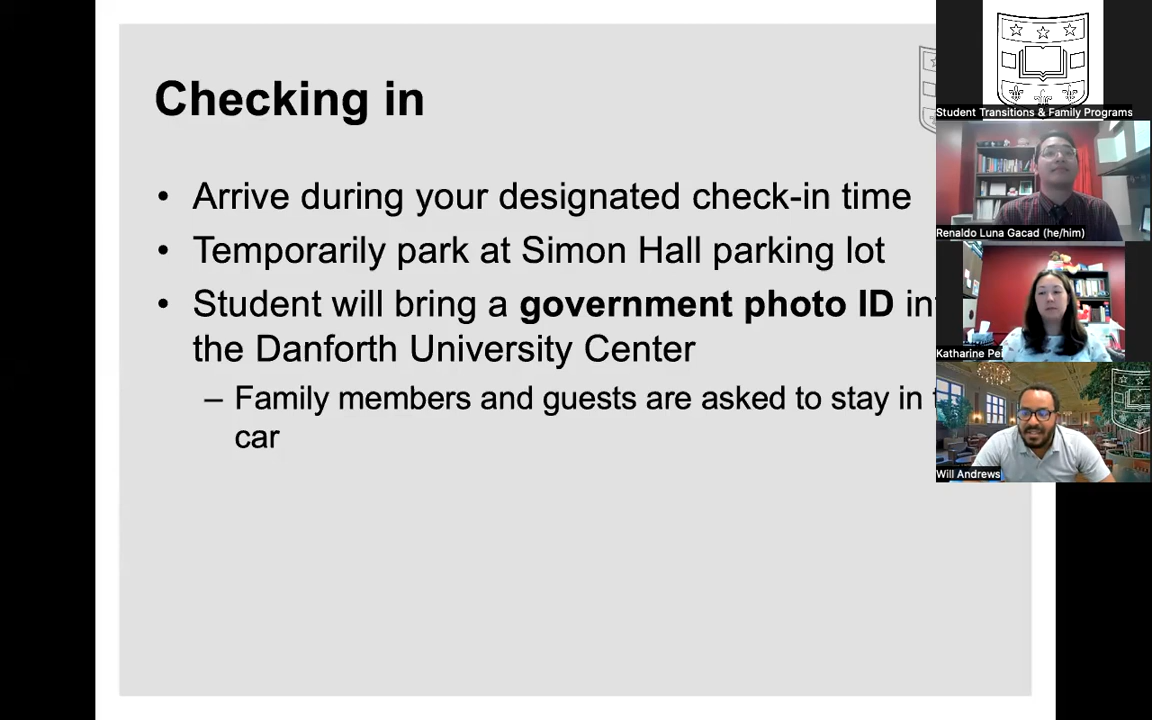 Checking in
• Arrive during your designated check-in time
• Temporarily park at Simon Hall parking lot
• Student will bring a government photo ID
the Danforth University Center
– Family members and guests are asked to stay in
car
Student Transitions & Family Programs
Renaldo Luna Gacad (he/him)
Katharine
Will Andrews